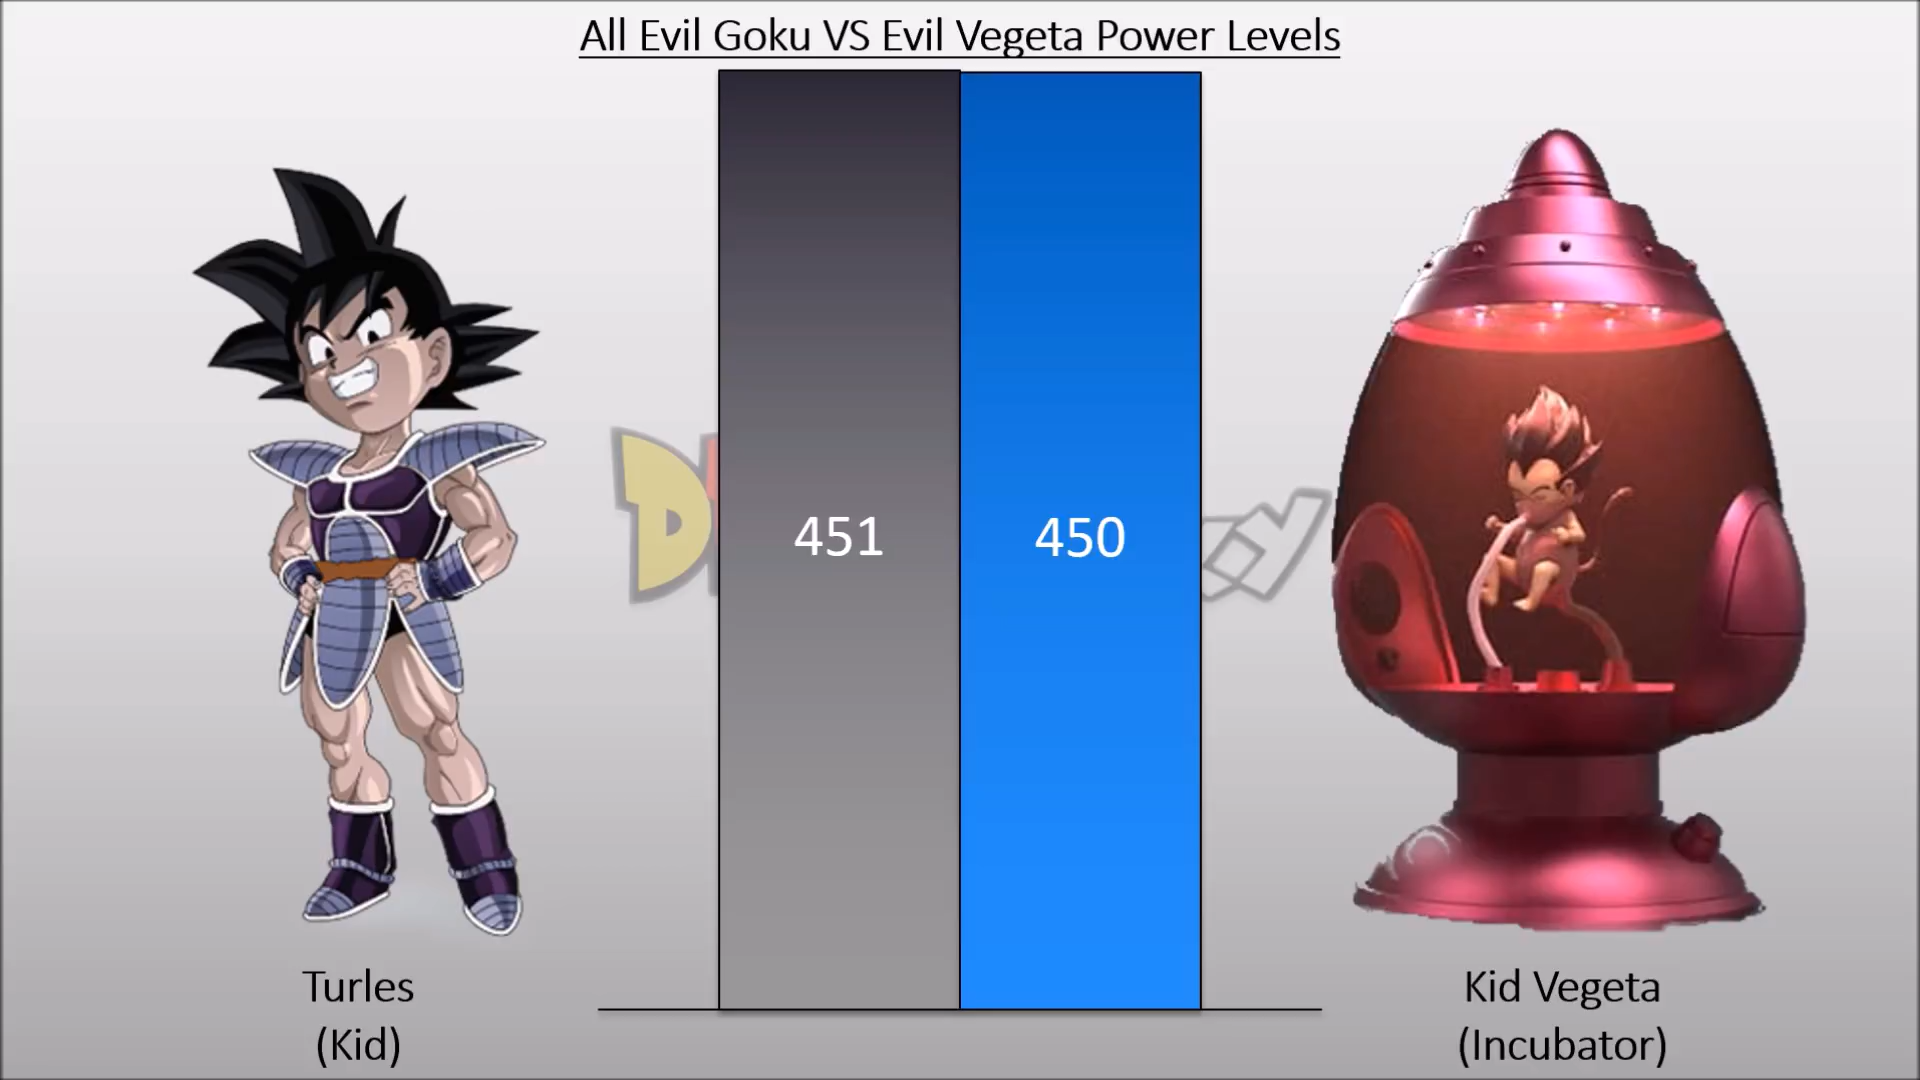 All Evil Goku VS Evil Vegeta Power Levels
451
450
Turles
(Kid)
Kid Vegeta
(Incubator)